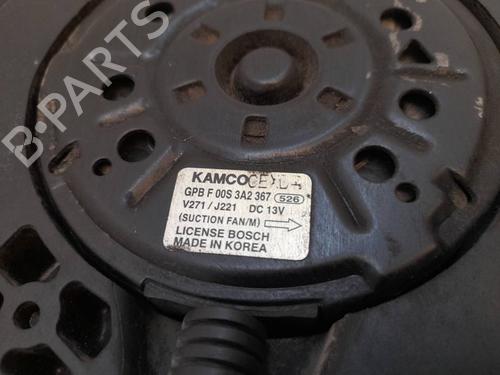 B-PARTS
KAMCO
GPB F 00S 3A2 367 526
V271/J221 DC 13V
(SUCTION FAN/M)
LICENSE BOSCH
MADE IN KOREA